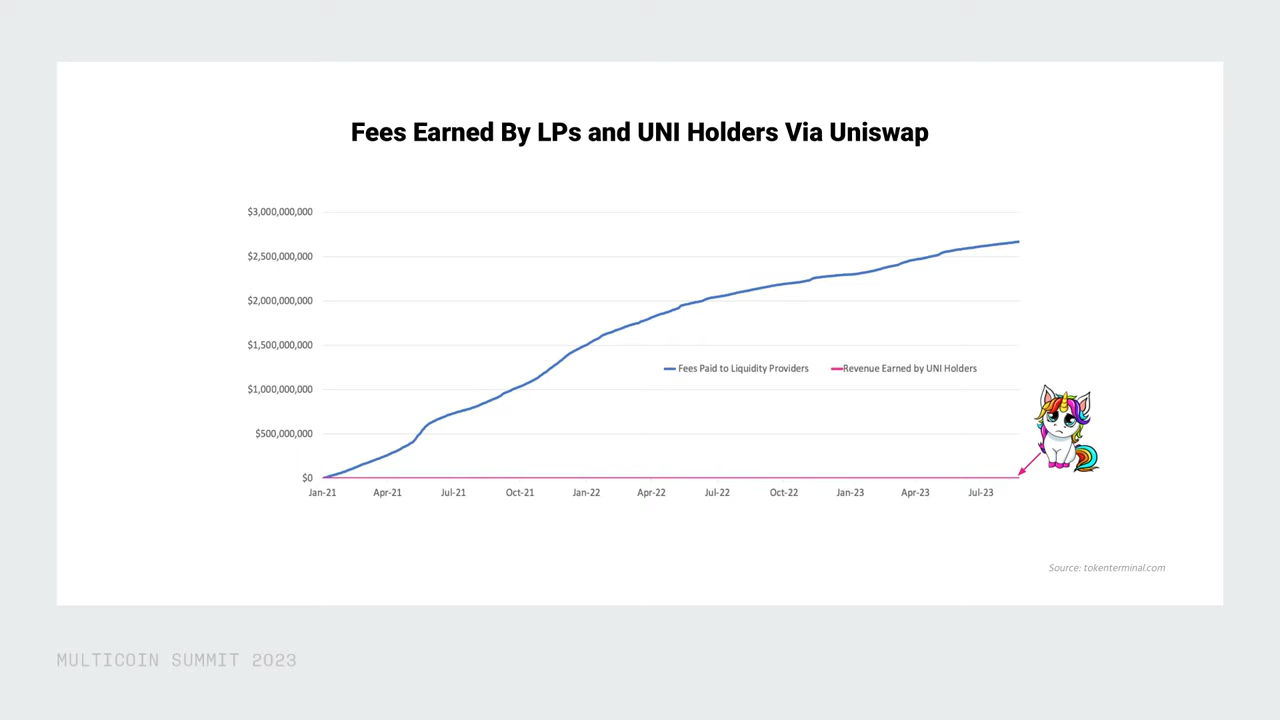 Fees Earned By LPs and UNI Holders Via Uniswap
$3,000,000,000
$2,500,000,000
$2,000,000,000
$1,500,000,000
$1,000,000,000
$500,000,000
$0
Fees Paid to Liquidity Providers
Revenue Earned by UNI Holders
Jan-21 Apr-21 Jul-21 Oct-21 Jan-22 Apr-22 Jul-22 Oct-22 Jan-23 Apr-23 Jul-23
Source: tokenterminal.com
MULTICOIN SUMMIT 2023